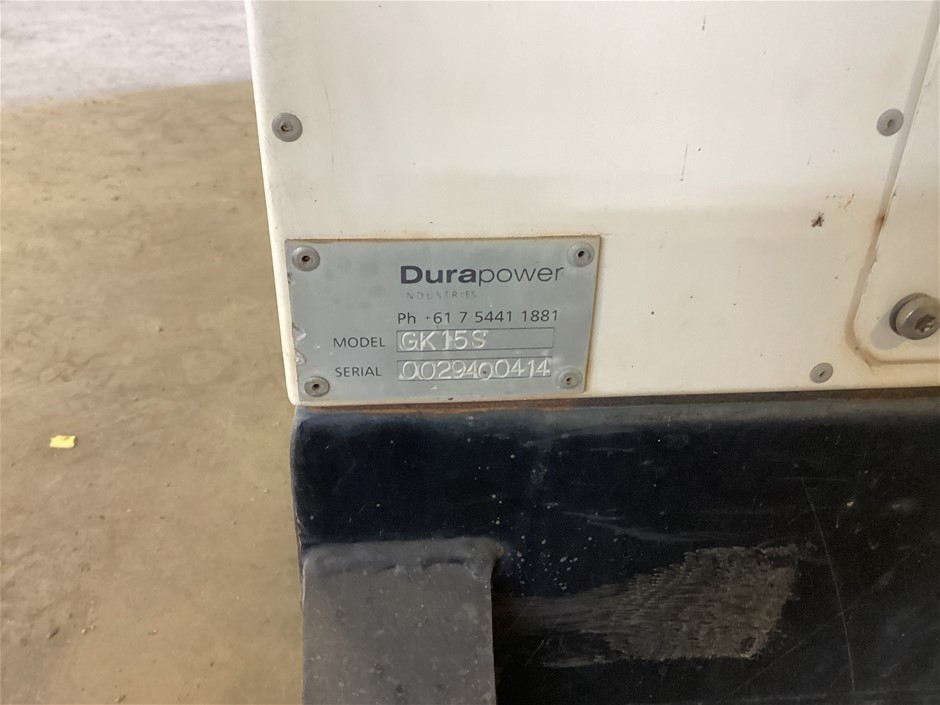 Durapower
INDUSTRIES
Ph +61 7 5441 1881
MODEL GK15S
SERIAL 0029400414